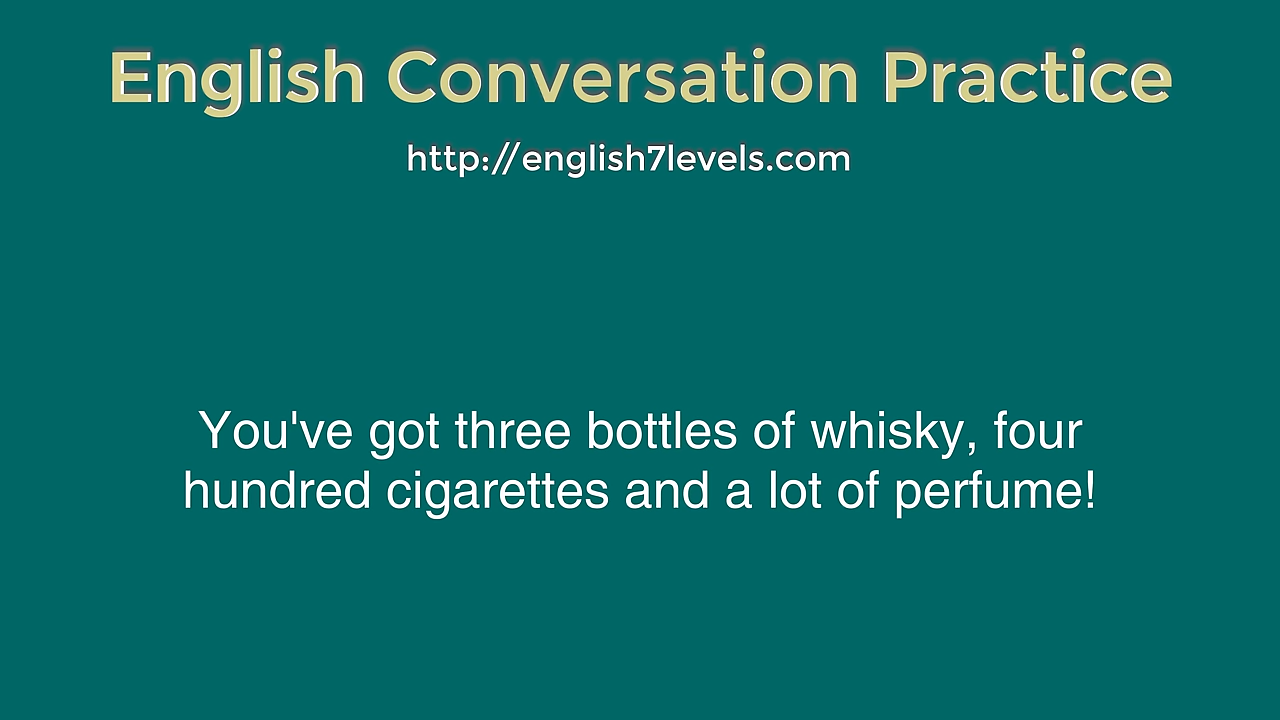 English Conversation Practice
http://english7levels.com
You've got three bottles of whisky, four
hundred cigarettes and a lot of perfume!